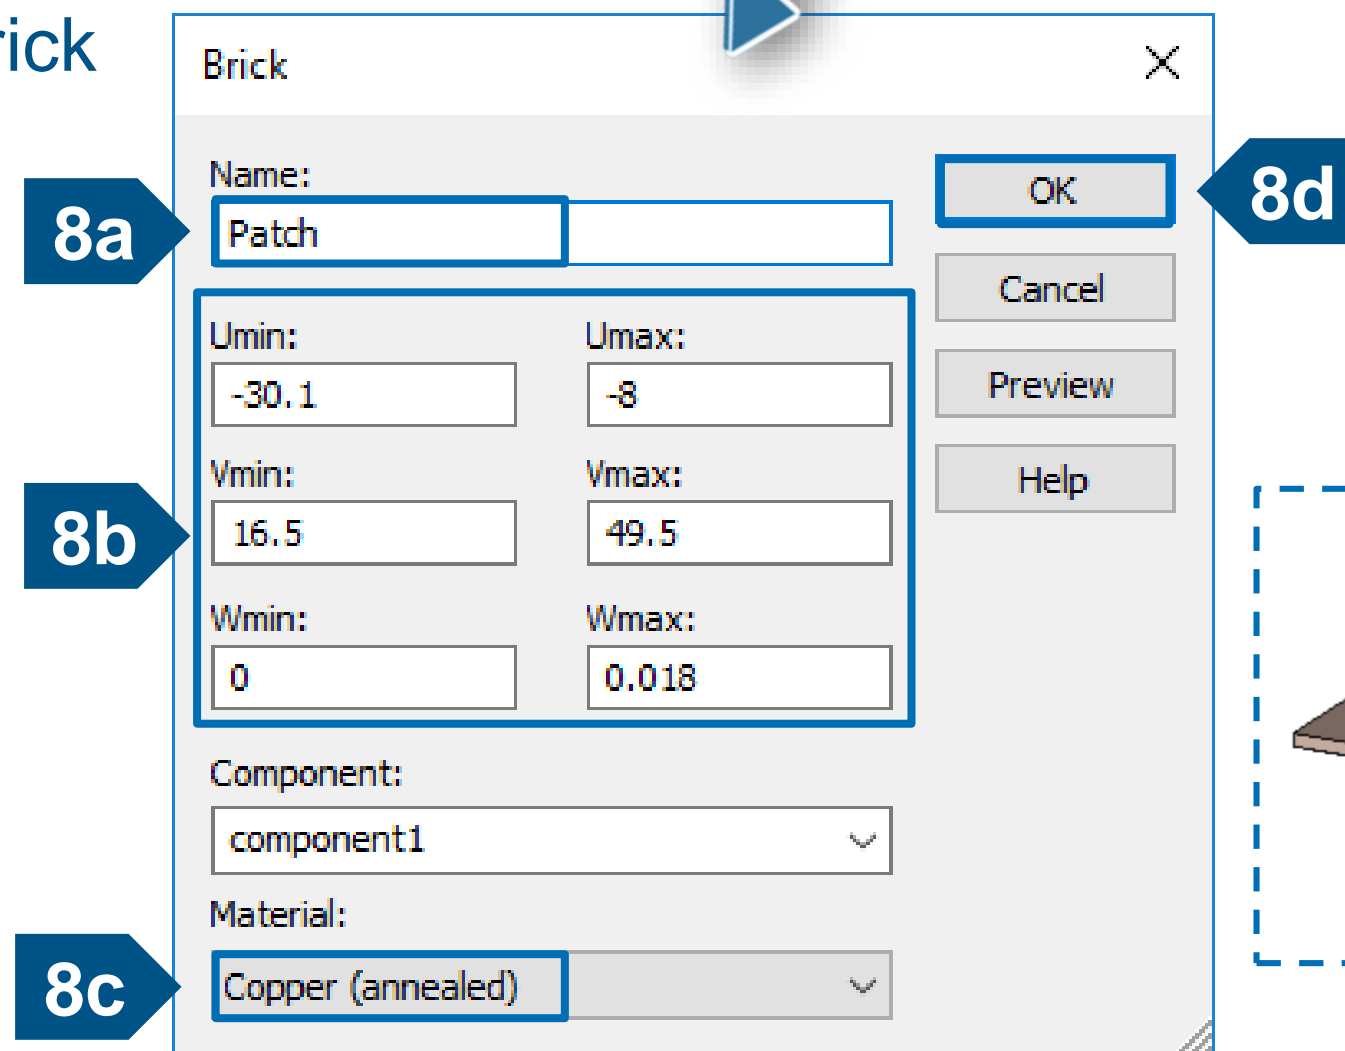 rick
Brick
Name:
8a
Patch
OK
8d
Cancel
Umin:
Umax:
-30.1
-8
Preview
Vmin:
Vmax:
Help
8b
16.5
49.5
Wmin:
Wmax:
0
0.018
Component:
component1
Material:
8c
Copper (annealed)